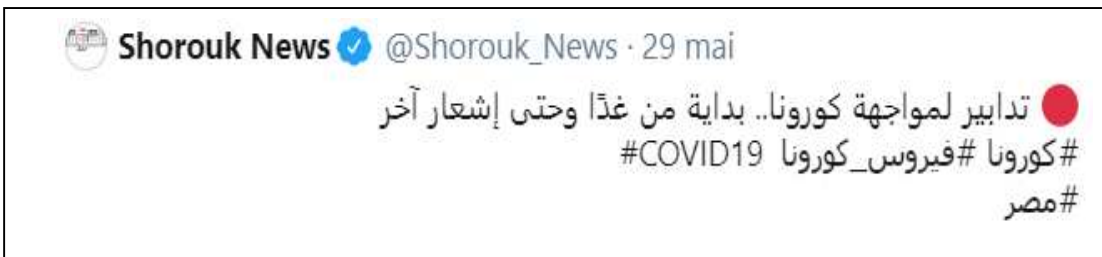 Shorouk News @Shorouk_News · 29 mai
تدابير لمواجهة كورونا.. بداية من غدًا وحتى إشعار آخر
#كورونا #فيروس_كورونا #COVID19
#مصر